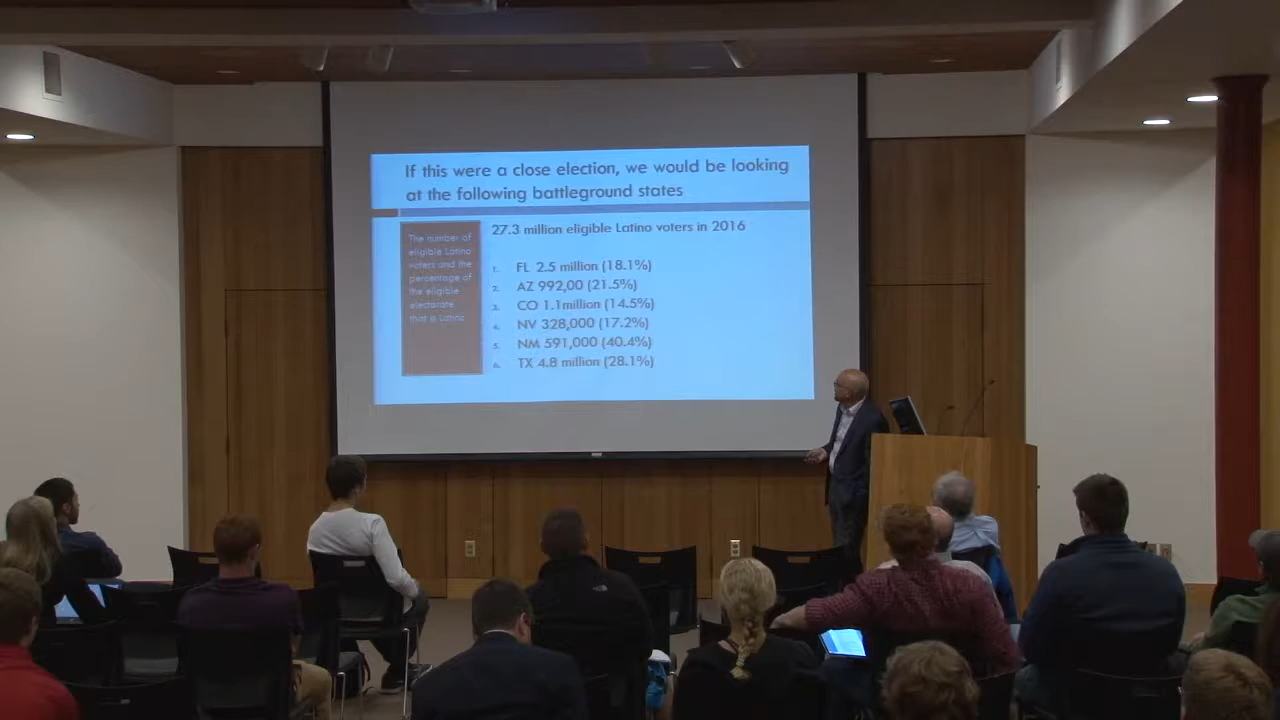 If this were a close election, we would be looking
at the following battleground states
The number of
eligible Latino
voters and the
percentage of
the eligible
electorate
that is Latino
27.3 million eligible Latino voters in 2016
1. FL 2.5 million (18.1%)
2. AZ 992,00 (21.5%)
3. CO 1.1million (14.5%)
4. NV 328,000 (17.2%)
5. NM 591,000 (40.4%)
6. TX 4.8 million (28.1%)